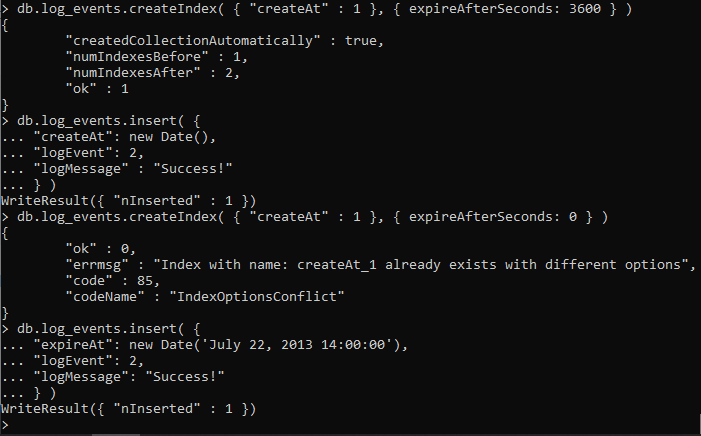 > db.log_events.createIndex( { "createAt" : 1 }, { expireAfterSeconds: 3600 } )
{
        "createdCollectionAutomatically" : true,
        "numIndexesBefore" : 1,
        "numIndexesAfter" : 2,
        "ok" : 1
}
> db.log_events.insert( {
... "createAt": new Date(),
... "logEvent": 2,
... "logMessage" : "Success!"
... } )
WriteResult({ "nInserted" : 1 })
> db.log_events.createIndex( { "createAt" : 1 }, { expireAfterSeconds: 0 } )
{
        "ok" : 0,
        "errmsg" : "Index with name: createAt_1 already exists with different options",
        "code" : 85,
        "codeName" : "IndexOptionsConflict"
}
> db.log_events.insert( {
... "expireAt": new Date('July 22, 2013 14:00:00'),
... "logEvent": 2,
... "logMessage": "Success!"
... } )
WriteResult({ "nInserted" : 1 })
>